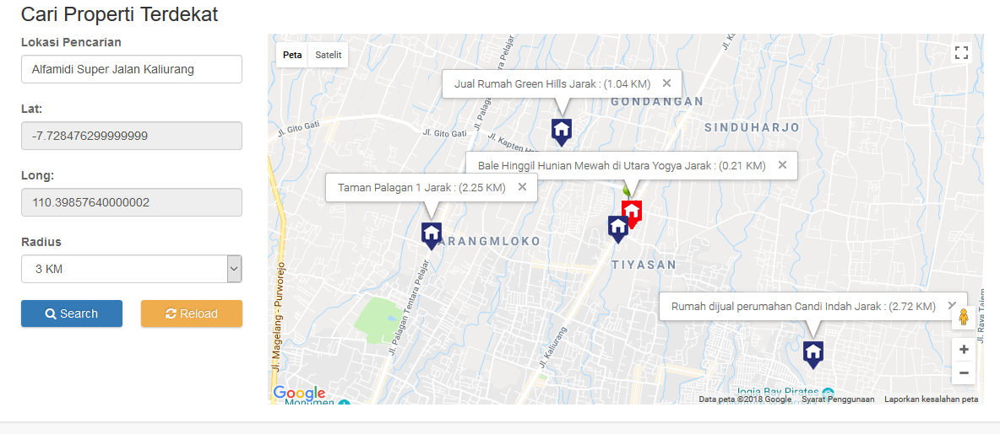 Cari Properti Terdekat
Lokasi Pencarian
Alfamidi Super Jalan Kaliurang
Lat:
-7.728476299999999
Long:
110.39857640000002
Radius
3 KM
Search
Reload
Peta
Satelit
Jl. Palagan
ra Pelajar
Jual Rumah Green Hills Jarak : (1.04 KM)
GONDANGAN
SINDUHARJO
Jl. Gito Gati
Jl. Gito Gati
Jl. Kapten
Bale Hinggil Hunian Mewah di Utara Yogya Jarak : (0.21 KM)
Taman Palagan 1 Jarak : (2.25 KM)
ARANGMLOKO
TIYASAN
Jl. Magelang - Purworejo
Jl. Palagan Tentara Pelajar
Jl. Kaliurang
Rumah dijual perumahan Candi Indah Jarak : (2.72 KM)
Jl. Raya Tajem
Jogja Bay Pirates
Google
Monumen
Data peta ©2018 Google
Syarat Penggunaan
Laporkan kesalahan peta